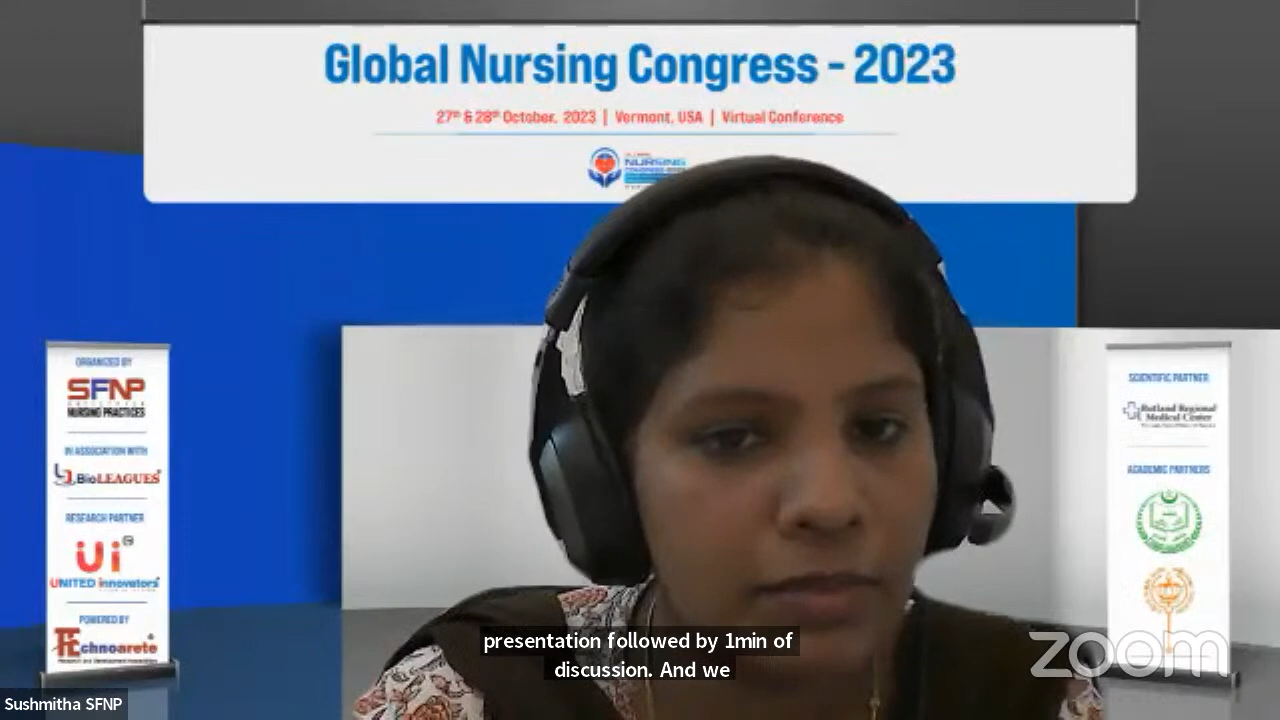 Global Nursing Congress - 2023
27th & 28th October, 2023 | Vermont, USA | Virtual Conference
NURSING
ORGANIZED BY
SFNP
NURSING PRACTICES
IN ASSOCIATION WITH
BioLEAGUES
RESEARCH PARTNER
Ui
UNITED innovators
POWERED BY
TEchnoarete
SCIENTIFIC PARTNER
Rutland Regional
Medical Center
ACADEMIC PARTNERS
presentation followed by 1min of
discussion. And we
zoom
Sushmitha SFNP